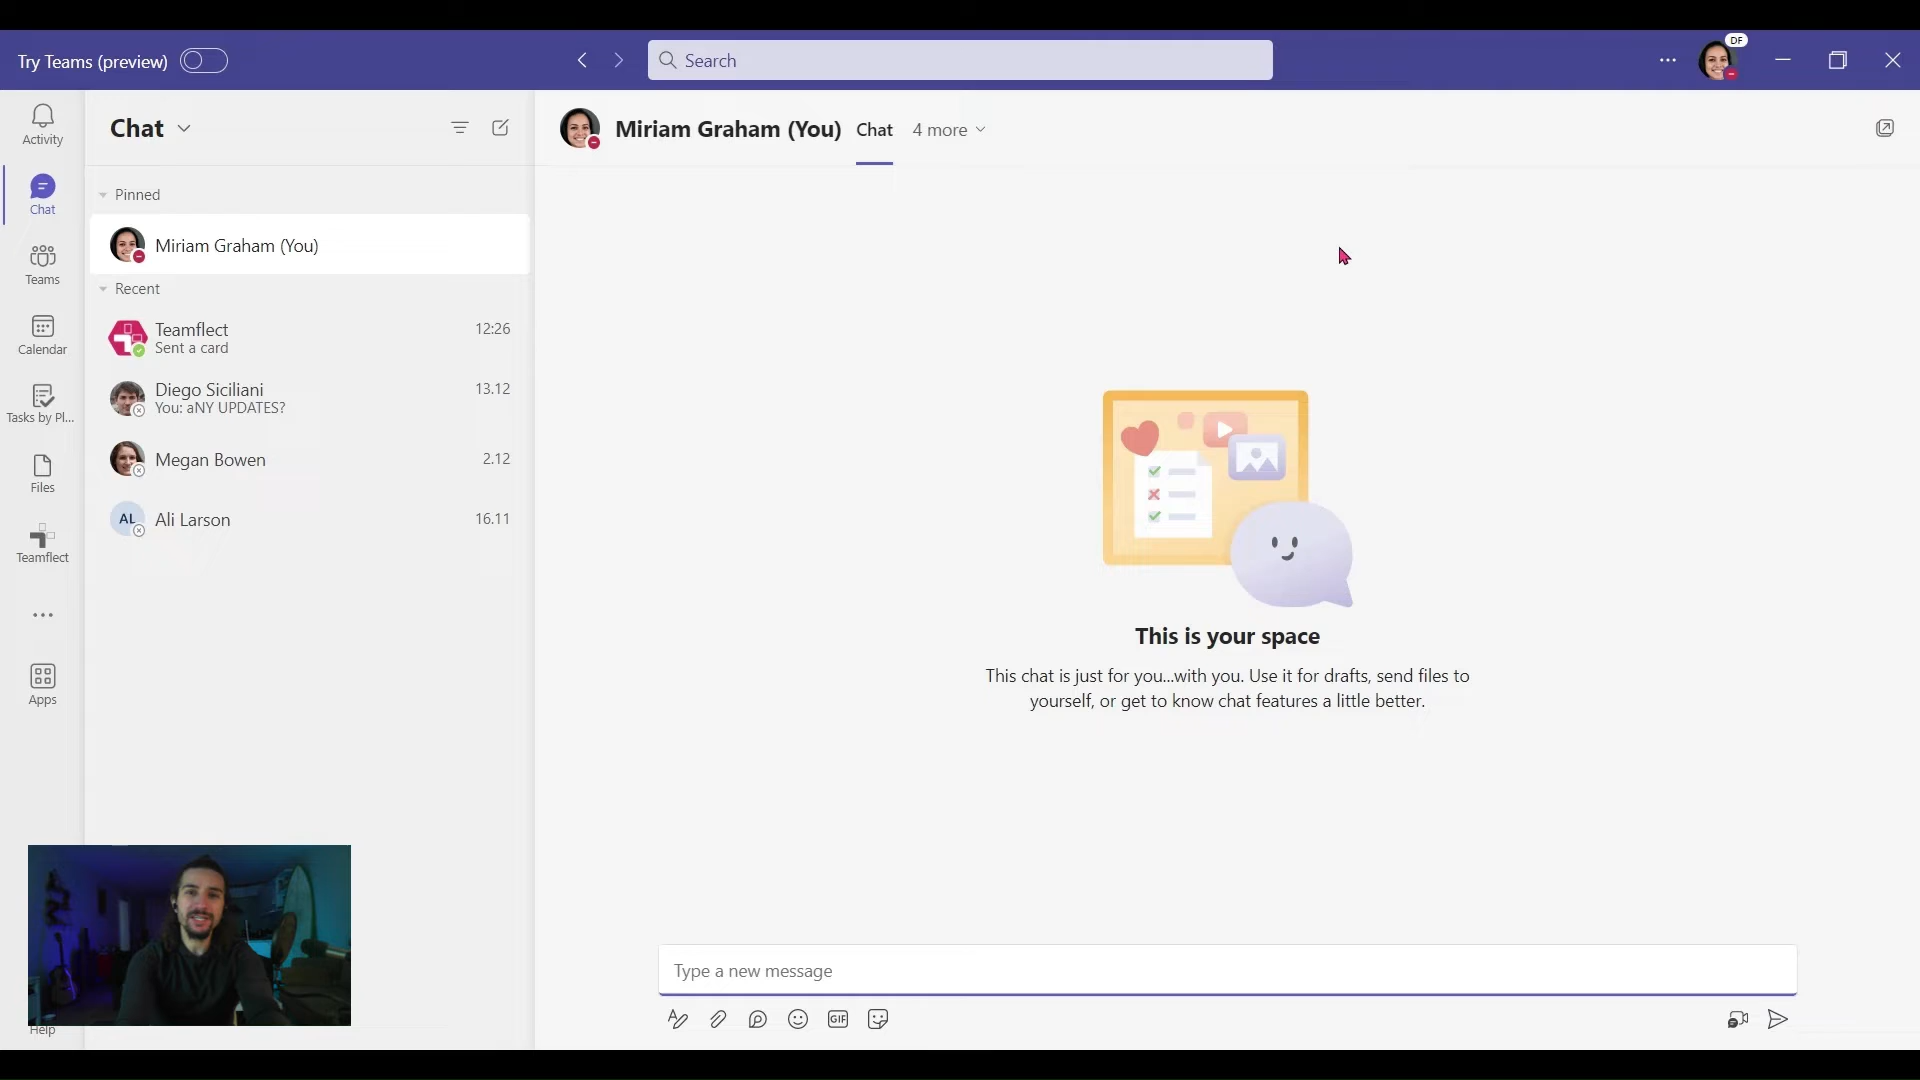 Try Teams (preview)
Search
DF
Activity
Chat
Teams
Calendar
Tasks by Pl...
Files
Teamflect
Apps
Help
Chat
Pinned
Miriam Graham (You)
Recent
Teamflect 12:26
Sent a card
Diego Siciliani 13.12
You: aNY UPDATES?
Megan Bowen 2.12
AL Ali Larson 16.11
Miriam Graham (You) Chat 4 more
This is your space
This chat is just for you...with you. Use it for drafts, send files to
yourself, or get to know chat features a little better.
Type a new message
GIF